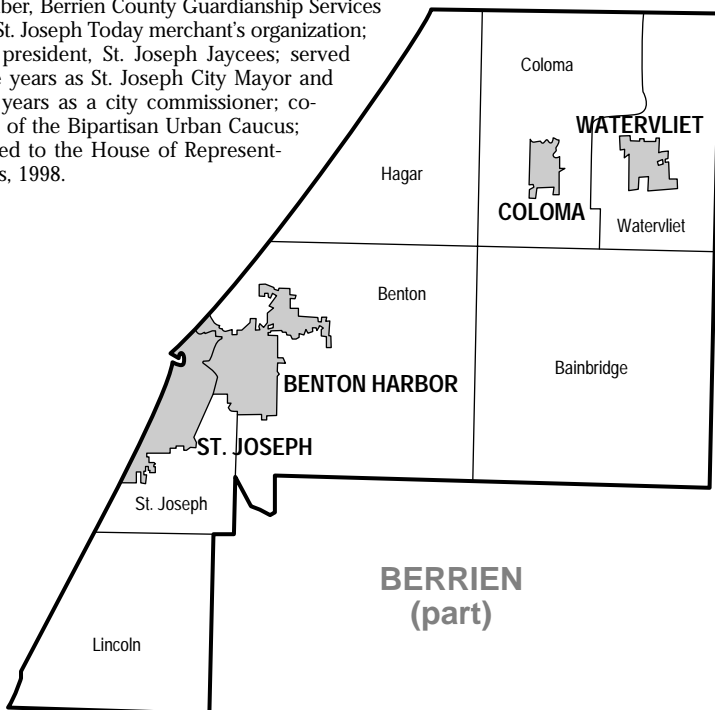 ber, Berrien County Guardianship Services
St. Joseph Today merchant's organization;
president, St. Joseph Jaycees; served
years as St. Joseph City Mayor and
years as a city commissioner; co-
of the Bipartisan Urban Caucus;
ed to the House of Represent-
s, 1998.
Coloma
WATERVLIET
Hagar
COLOMA
Watervliet
Benton
Bainbridge
BENTON HARBOR
ST. JOSEPH
St. Joseph
BERRIEN
(part)
Lincoln